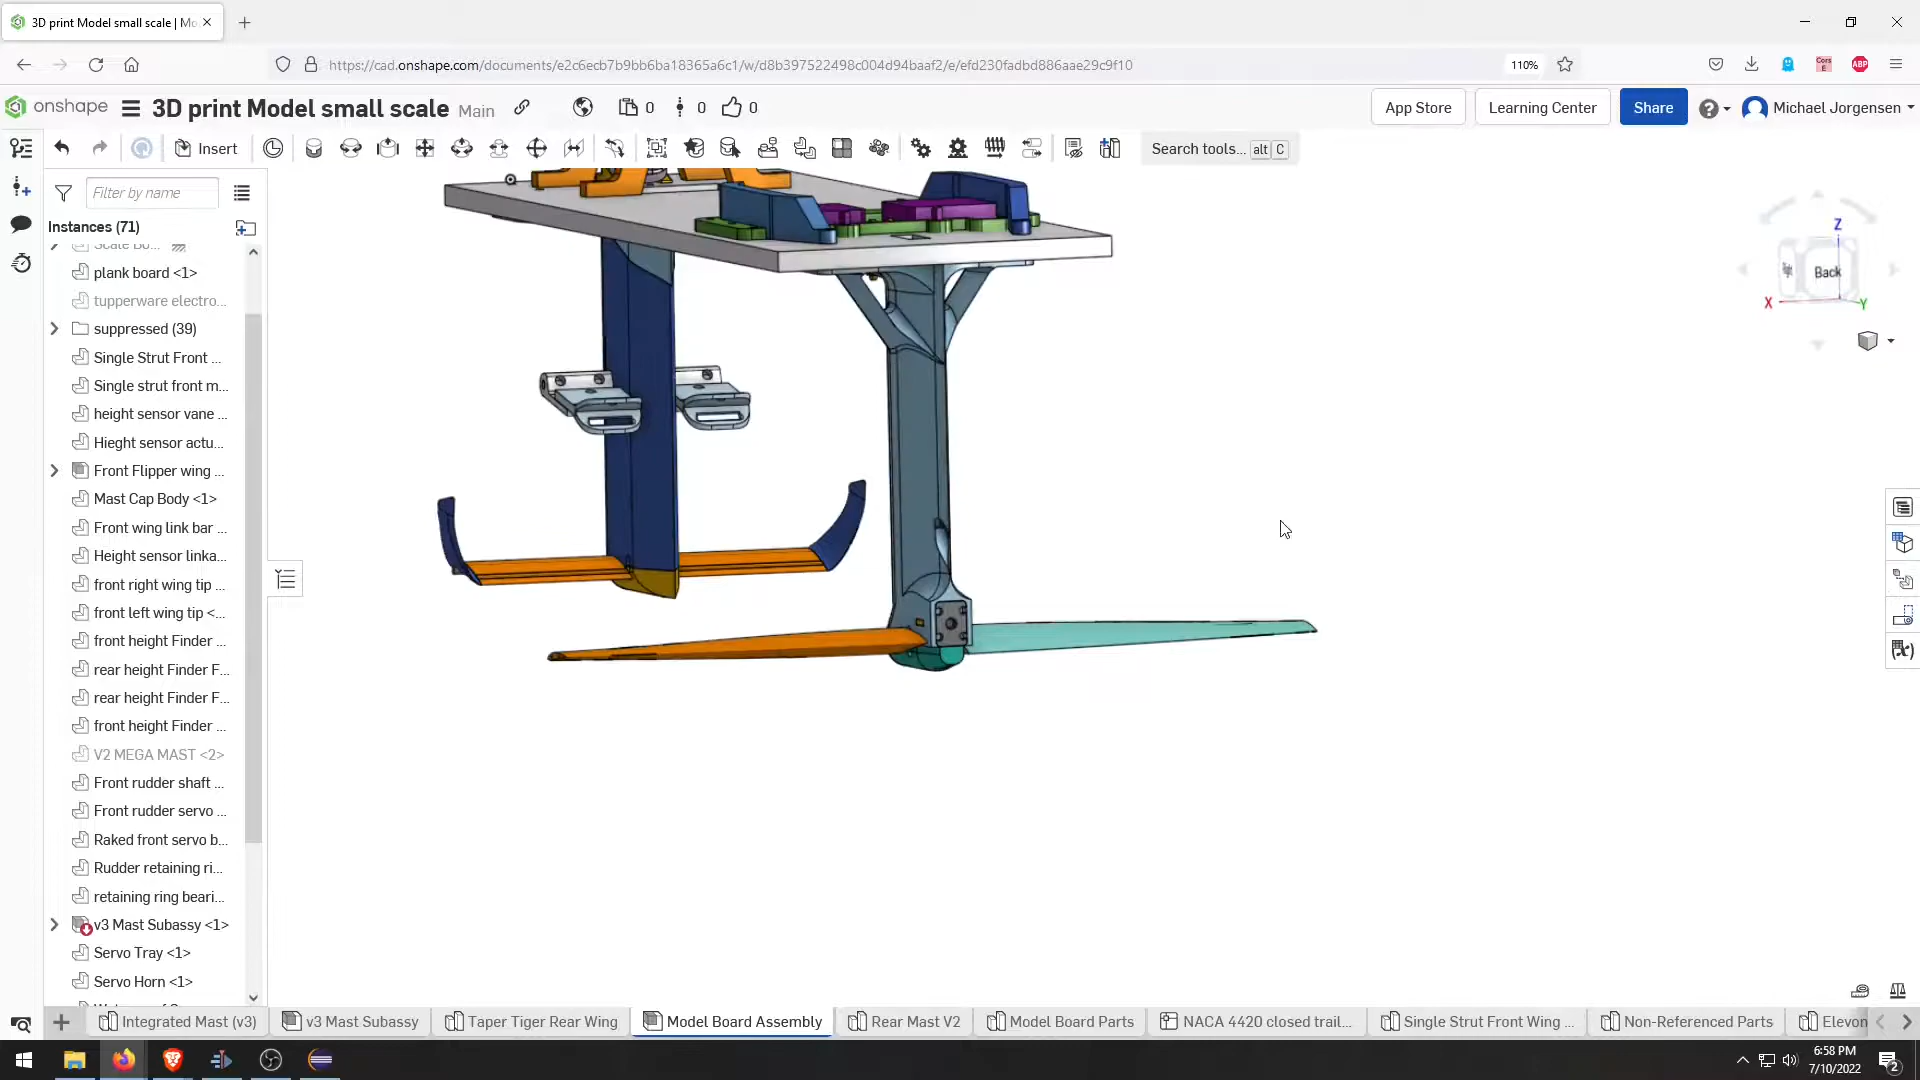 3D print Model small scale | Mo
https://cad.onshape.com/documents/e2c6ecb7b9bb6ba18365a6c1/w/d8b397522498c004d94baaf2/e/efd230fadbd886aae29c9f10
110%
ABP
onshape
3D print Model small scale
Main
0
0
0
App Store
Learning Center
Share
Michael Jorgensen
Insert
Search tools... alt C
Filter by name
Instances (71)
Scale Bo...
plank board <1>
tupperware electro...
suppressed (39)
Single Strut Front ...
Single strut front m...
height sensor vane ...
Hieght sensor actu...
Front Flipper wing ...
Mast Cap Body <1>
Front wing link bar ...
Height sensor linka...
front right wing tip ...
front left wing tip <...
front height Finder ...
rear height Finder F...
rear height Finder F...
front height Finder ...
V2 MEGA MAST <2>
Front rudder shaft ...
Front rudder servo ...
Raked front servo b...
Rudder retaining ri...
retaining ring beari...
v3 Mast Subassy <1>
Servo Tray <1>
Servo Horn <1>
Z
Back
X
Y
Integrated Mast (v3)
v3 Mast Subassy
Taper Tiger Rear Wing
Model Board Assembly
Rear Mast V2
Model Board Parts
NACA 4420 closed trail...
Single Strut Front Wing ...
Non-Referenced Parts
Elevon
6:58 PM
7/10/2022
2